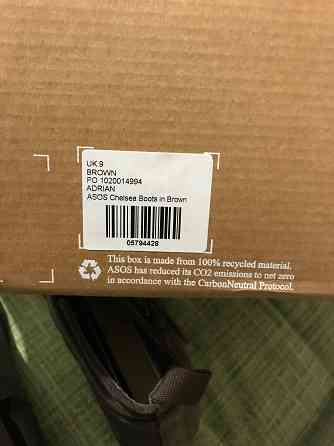 UK 9
BROWN
PO 1020014994
ADRIAN
ASOS Chelsea Boots in Brown
05794428
This box is made from 100% recycled material.
ASOS has reduced its CO2 emissions to net zero
in accordance with the CarbonNeutral Protocol.